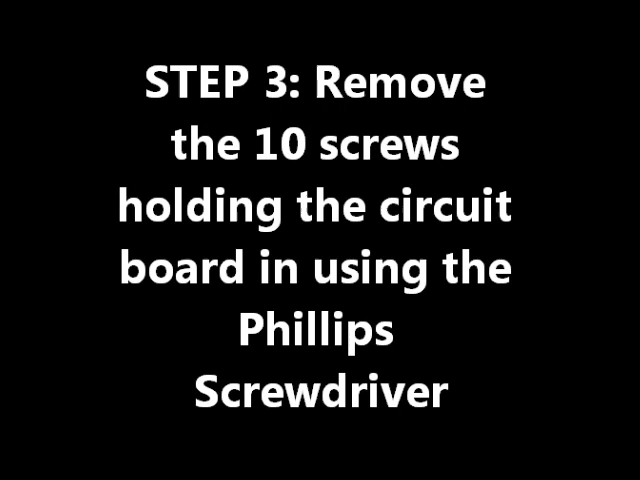 STEP 3: Remove
the 10 screws
holding the circuit
board in using the
Phillips
Screwdriver